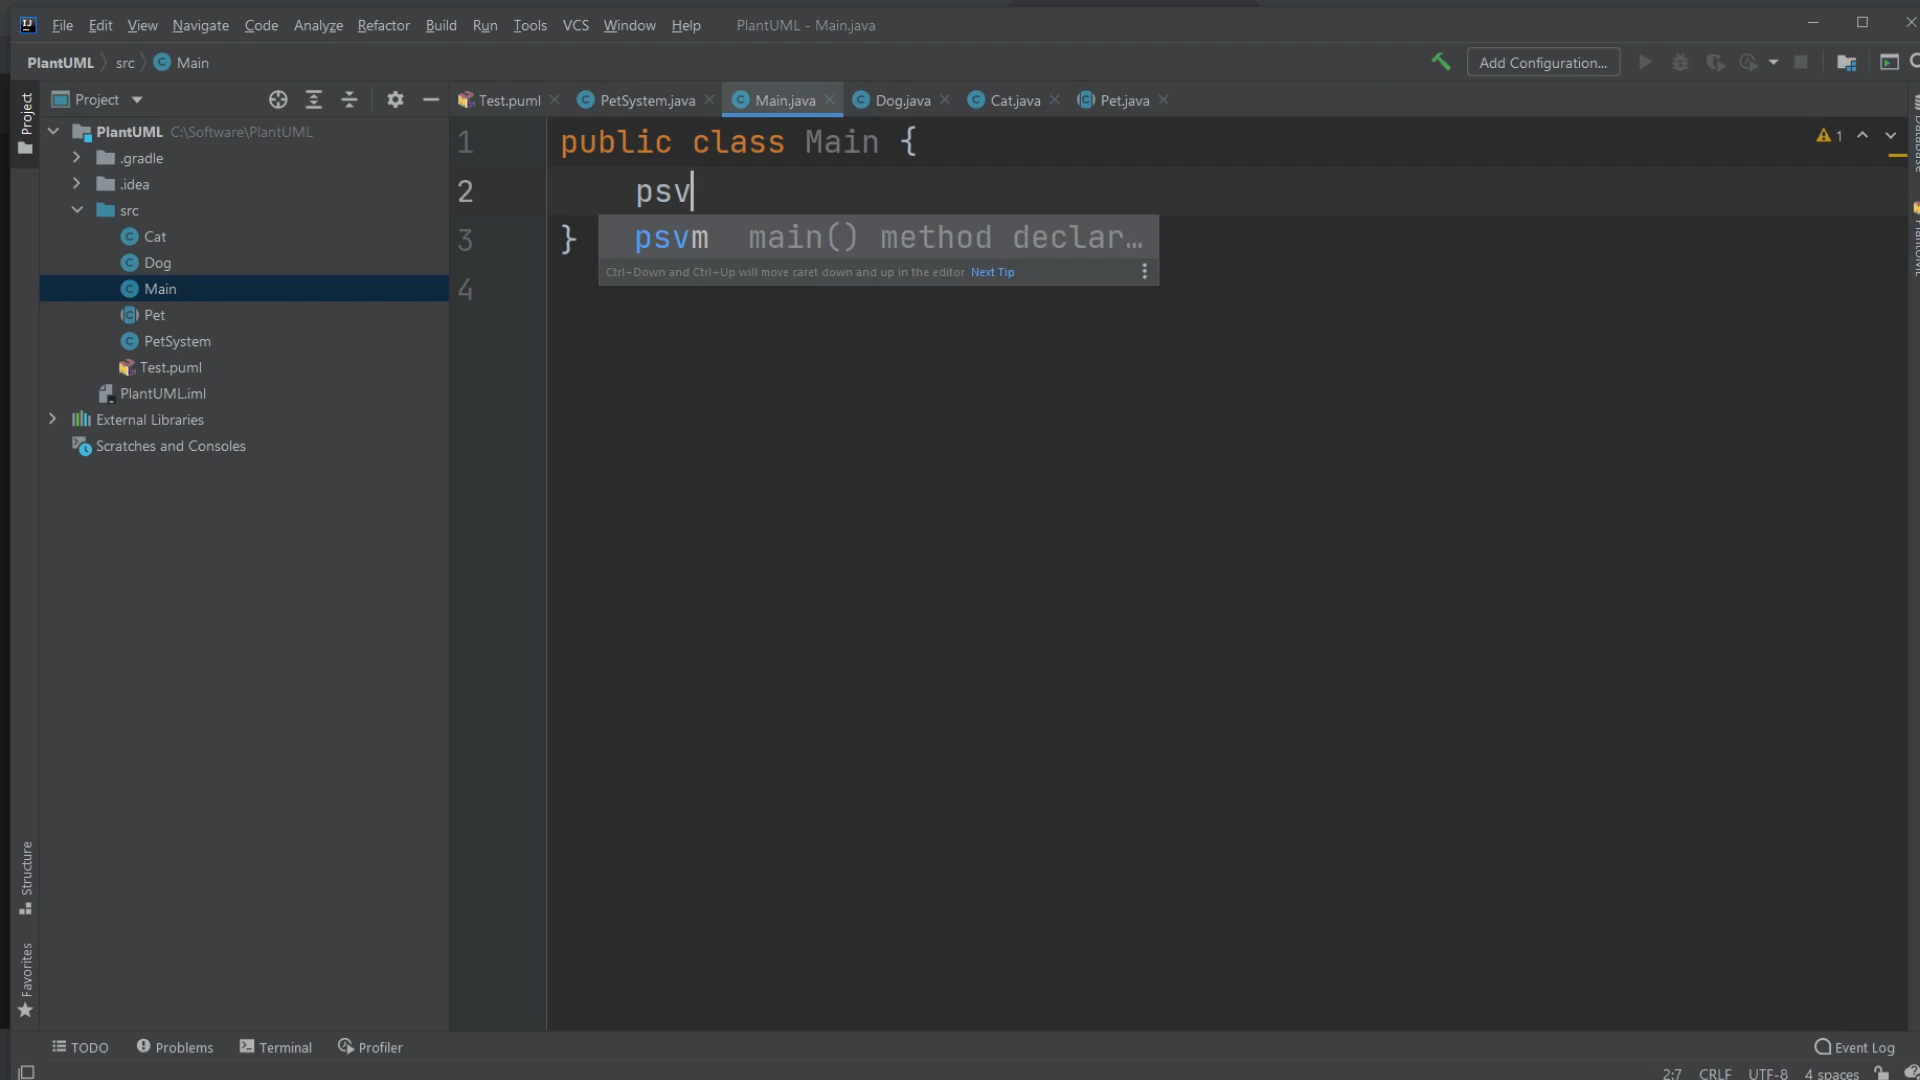 File Edit View Navigate Code Analyze Refactor Build Run Tools VCS Window Help PlantUML - Main.java
PlantUML src Main
Add Configuration...
Project
Project
Test.puml PetSystem.java Main.java Dog.java Cat.java Pet.java
PlantUML C:\Software\PlantUML
.gradle
.idea
src
Cat
Dog
Main
Pet
PetSystem
Test.puml
PlantUML.iml
External Libraries
Scratches and Consoles
1 public class Main {
2 psv
3 }
4
psvm main() method declar…
Ctrl+Down and Ctrl+Up will move caret down and up in the editor Next Tip
1
Database
PlantUML
Structure
Favorites
TODO Problems Terminal Profiler
Event Log
2:7 CRLF UTF-8 4 spaces